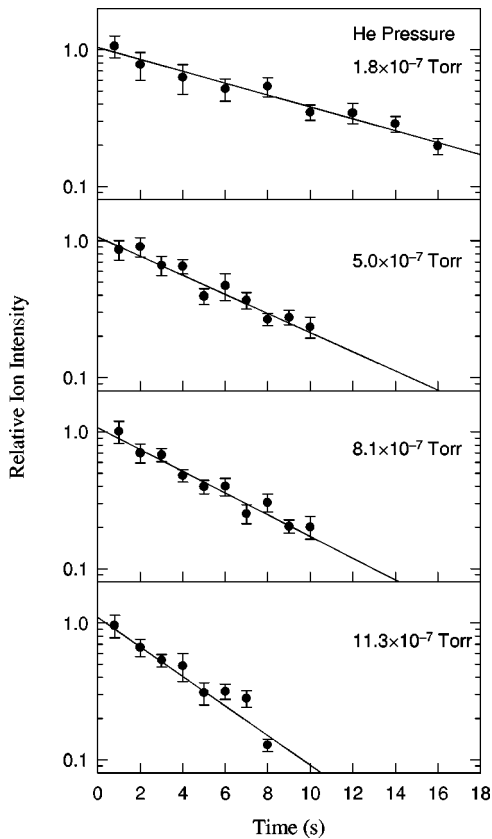 He Pressure
1.8×10⁻⁷ Torr
1.0
0.1
5.0×10⁻⁷ Torr
1.0
0.1
8.1×10⁻⁷ Torr
1.0
0.1
11.3×10⁻⁷ Torr
1.0
0.1
0 2 4 6 8 10 12 14 16 18
Time (s)
Relative Ion Intensity